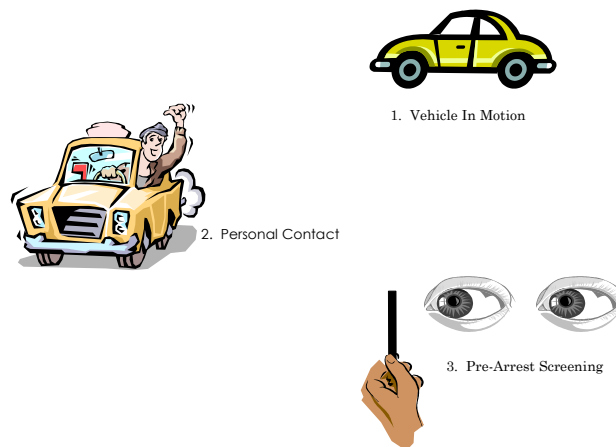 1. Vehicle In Motion
2. Personal Contact
3. Pre-Arrest Screening